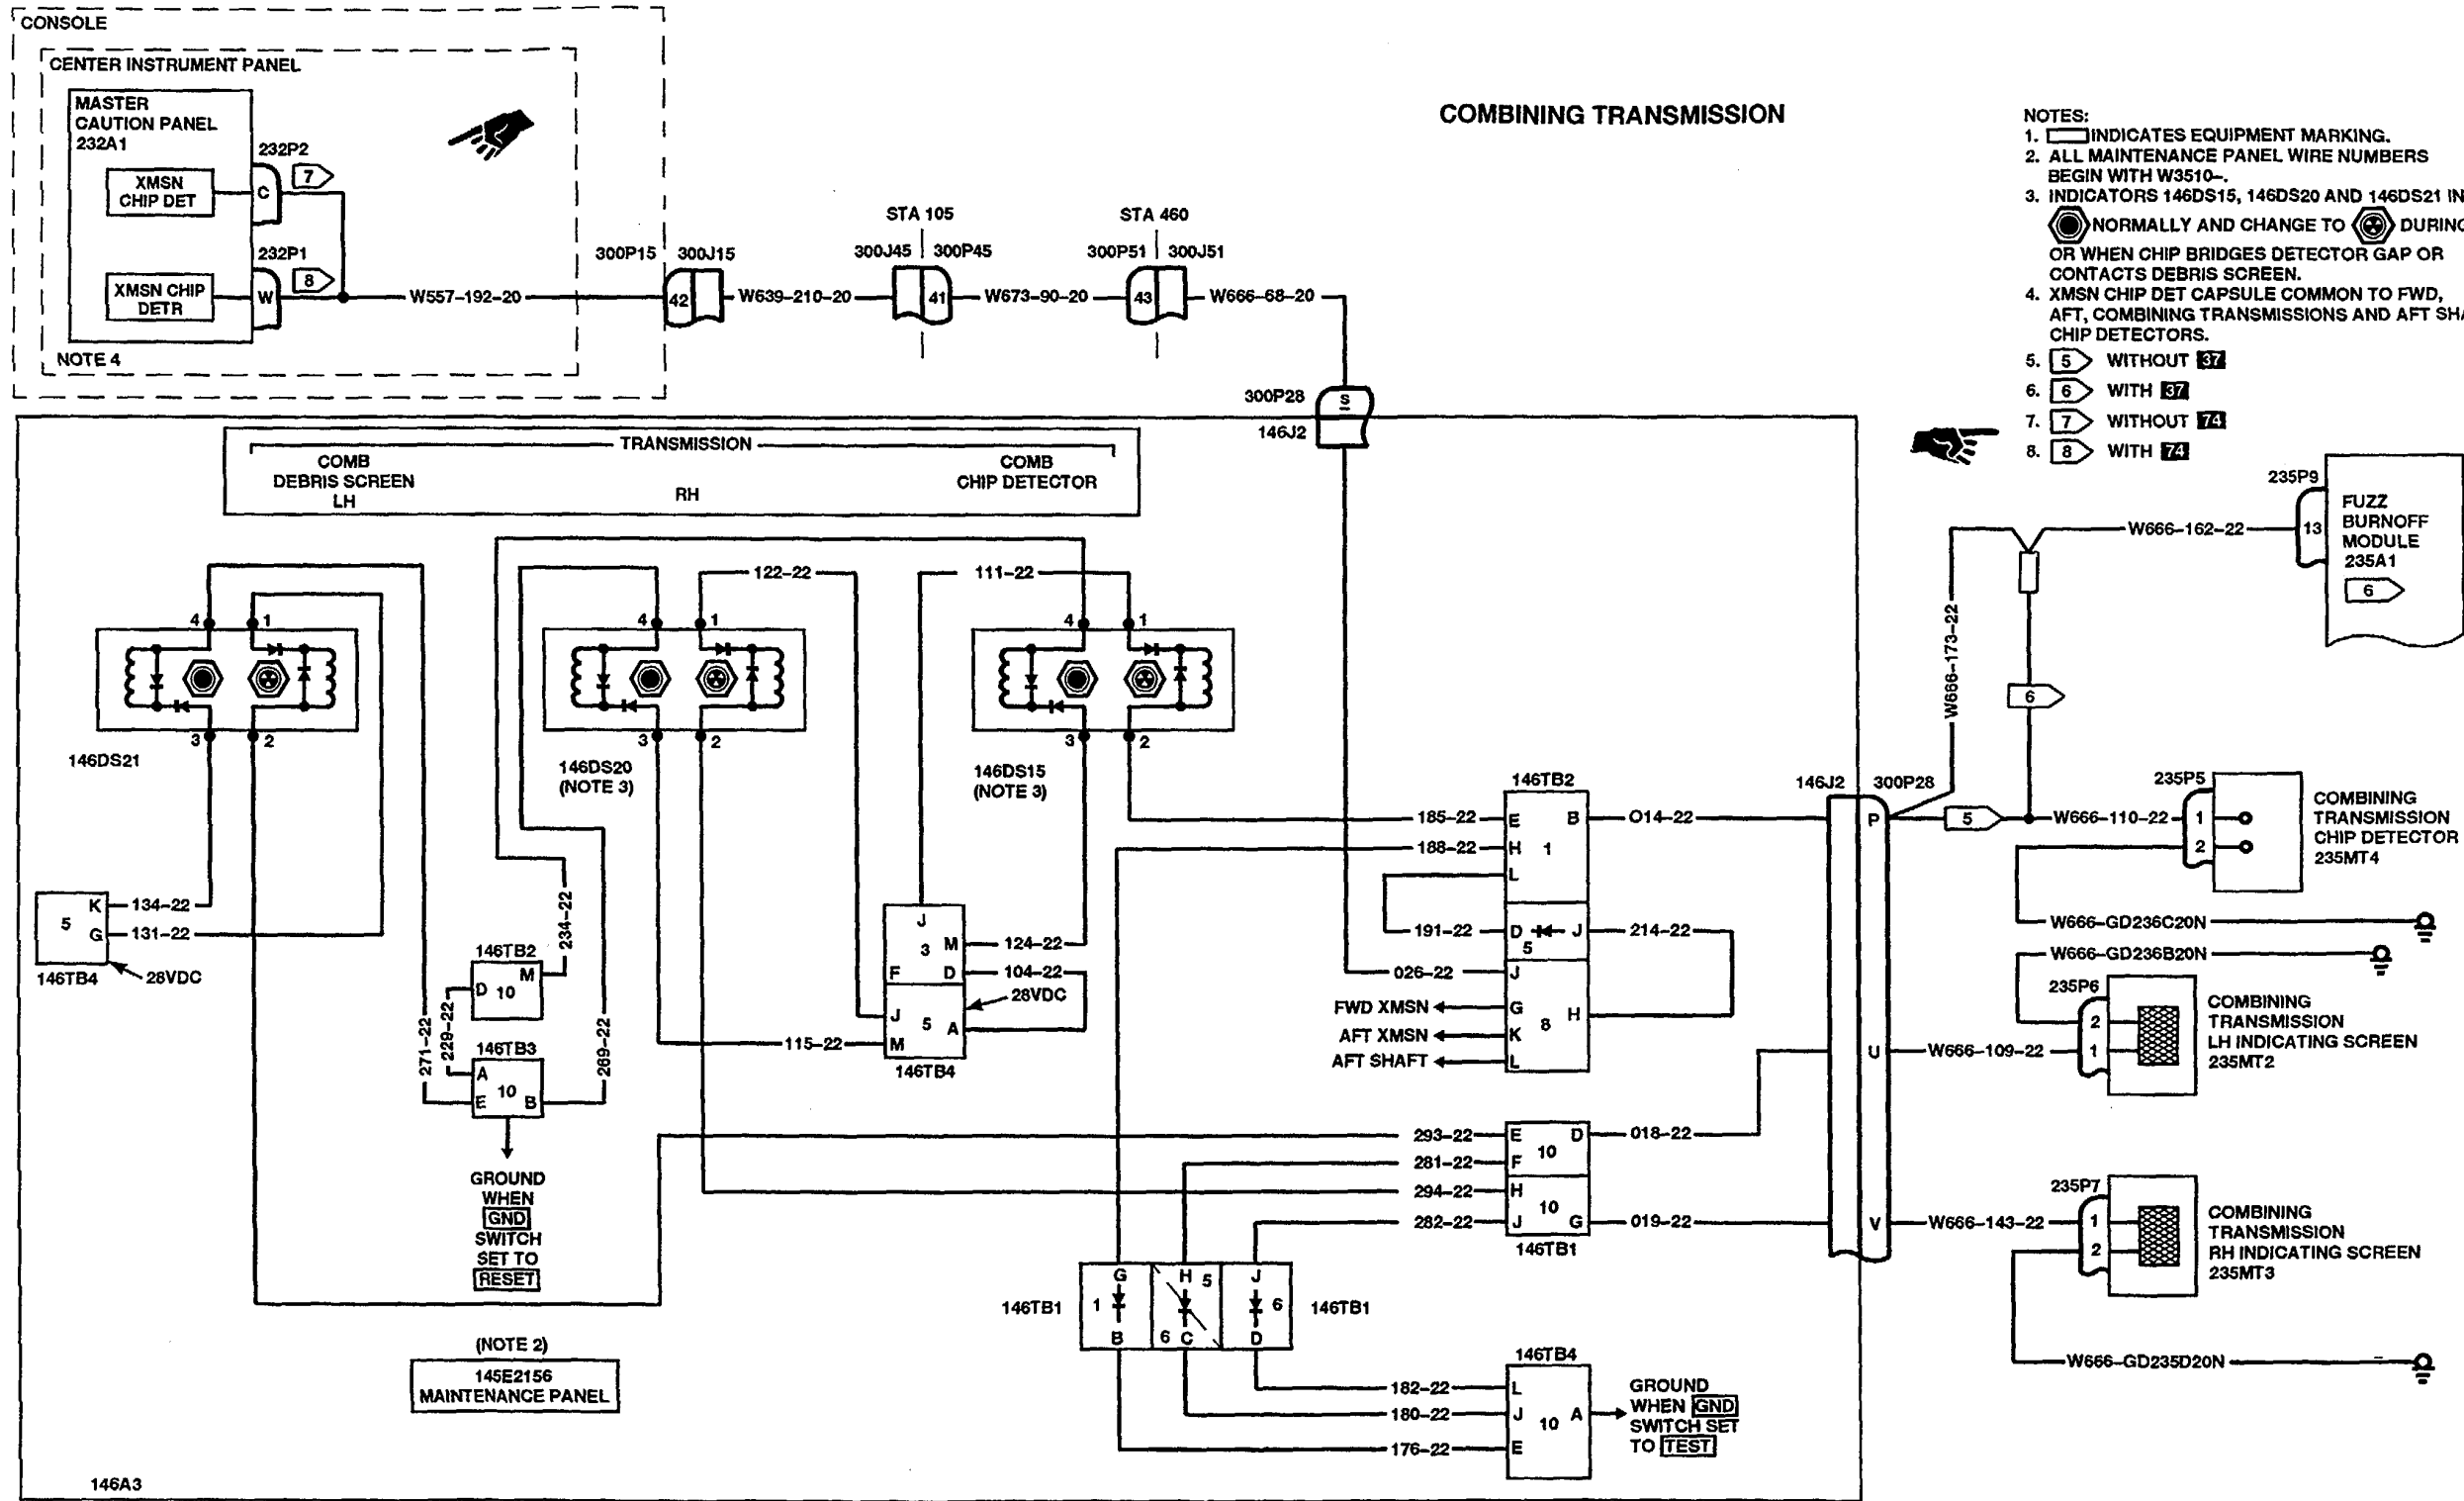 CONSOLE
CENTER INSTRUMENT PANEL
MASTER
CAUTION PANEL
232A1
XMSN
CHIP DET
232P2
C
7
232P1
8
XMSN CHIP
DETR
W
NOTE 4
W557-192-20
300P15
300J15
42
W639-210-20
STA 105
300J45
300P45
41
W673-90-20
STA 460
300P51
300J51
43
W666-68-20
COMBINING TRANSMISSION
NOTES:
1. INDICATES EQUIPMENT MARKING.
2. ALL MAINTENANCE PANEL WIRE NUMBERS
BEGIN WITH W3510-.
3. INDICATORS 146DS15, 146DS20 AND 146DS21 IN
NORMALLY AND CHANGE TO DURING
OR WHEN CHIP BRIDGES DETECTOR GAP OR
CONTACTS DEBRIS SCREEN.
4. XMSN CHIP DET CAPSULE COMMON TO FWD,
AFT, COMBINING TRANSMISSIONS AND AFT SHA
CHIP DETECTORS.
5. 5 WITHOUT 37
6. 6 WITH 37
7. 7 WITHOUT 74
8. 8 WITH 74
300P28
S
146J2
TRANSMISSION
COMB
DEBRIS SCREEN
LH
RH
COMB
CHIP DETECTOR
122-22
111-22
4
1
3
2
146DS21
4
1
3
2
146DS20
(NOTE 3)
4
1
3
2
146DS15
(NOTE 3)
235P9
13
FUZZ
BURNOFF
MODULE
235A1
6
W666-162-22
W666-173-22
6
5
K
134-22
5
G
131-22
146TB4
28VDC
271-22
229-22
234-22
269-22
146TB2
M
D
10
146TB3
A
10
E
B
GROUND
WHEN
GND
SWITCH
SET TO
RESET
J
3
M
124-22
F
D
104-22
28VDC
J
5
A
115-22
M
146TB4
146TB2
185-22
E
B
O14-22
188-22
H
1
L
191-22
D
J
214-22
5
026-22
J
FWD XMSN
G
H
8
AFT XMSN
K
AFT SHAFT
L
293-22
E
D
018-22
281-22
F
10
294-22
H
10
282-22
J
G
019-22
146TB1
146TB1
G
1
B
H
5
6
C
J
6
D
146TB1
146TB4
182-22
L
180-22
J
10
A
176-22
E
GROUND
WHEN GND
SWITCH SET
TO TEST
146J2
300P28
P
U
V
235P5
W666-110-22
1
2
COMBINING
TRANSMISSION
CHIP DETECTOR
235MT4
W666-GD236C20N
W666-GD236B20N
235P6
2
1
W666-109-22
COMBINING
TRANSMISSION
LH INDICATING SCREEN
235MT2
235P7
W666-143-22
1
2
COMBINING
TRANSMISSION
RH INDICATING SCREEN
235MT3
W666-GD235D20N
(NOTE 2)
145E2156
MAINTENANCE PANEL
146A3